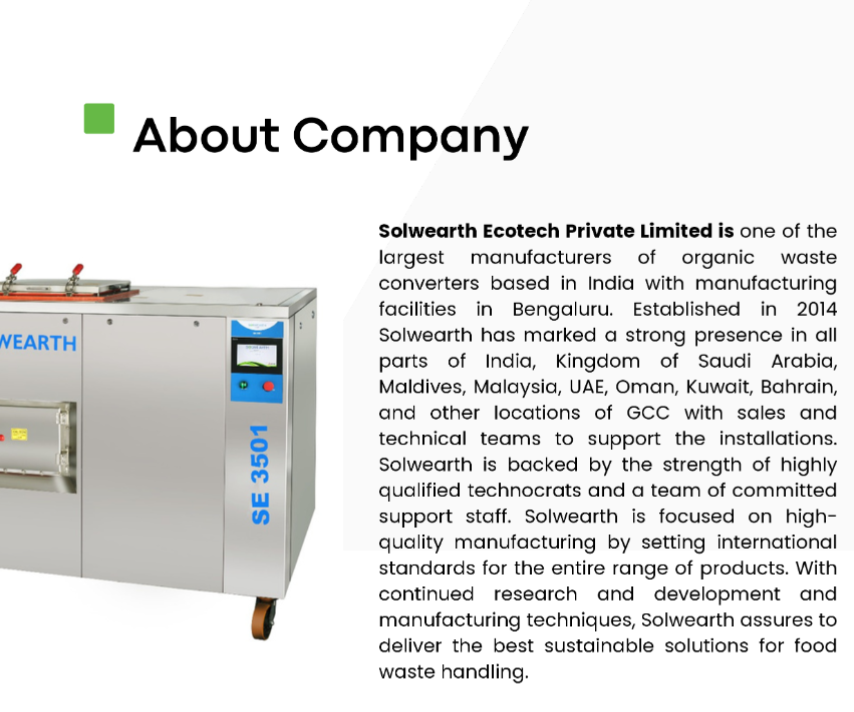 About Company
Solwearth Ecotech Private Limited is one of the
largest manufacturers of organic waste
converters based in India with manufacturing
facilities in Bengaluru. Established in 2014
Solwearth has marked a strong presence in all
parts of India, Kingdom of Saudi Arabia,
Maldives, Malaysia, UAE, Oman, Kuwait, Bahrain,
and other locations of GCC with sales and
technical teams to support the installations.
Solwearth is backed by the strength of highly
qualified technocrats and a team of committed
support staff. Solwearth is focused on high-
quality manufacturing by setting international
standards for the entire range of products. With
continued research and development and
manufacturing techniques, Solwearth assures to
deliver the best sustainable solutions for food
waste handling.
WEARTH
SE 3501